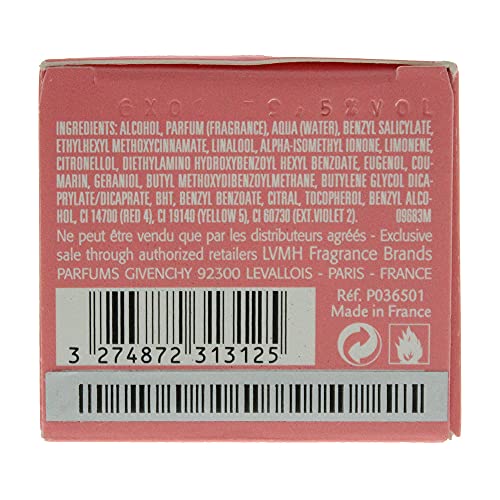 6X01 79,5%VOL
INGREDIENTS: ALCOHOL, PARFUM (FRAGRANCE), AQUA (WATER), BENZYL SALICYLATE,
ETHYLHEXYL METHOXYCINNAMATE, LINALOOL, ALPHA-ISOMETHYL IONONE, LIMONENE,
CITRONELLOL, DIETHYLAMINO HYDROXYBENZOYL HEXYL BENZOATE, EUGENOL, COU-
MARIN, GERANIOL, BUTYL METHOXYDIBENZOYLMETHANE, BUTYLENE GLYCOL DICA-
PRYLATE/DICAPRATE, BHT, BENZYL BENZOATE, CITRAL, TOCOPHEROL, BENZYL ALCO-
HOL, CI 14700 (RED 4), CI 19140 (YELLOW 5), CI 60730 (EXT.VIOLET 2). 09683M
Ne peut être vendu que par les distributeurs agréés - Exclusive
sale through authorized retailers LVMH Fragrance Brands
PARFUMS GIVENCHY 92300 LEVALLOIS - PARIS - FRANCE
Réf. P036501
Made in France
3 274872 313125